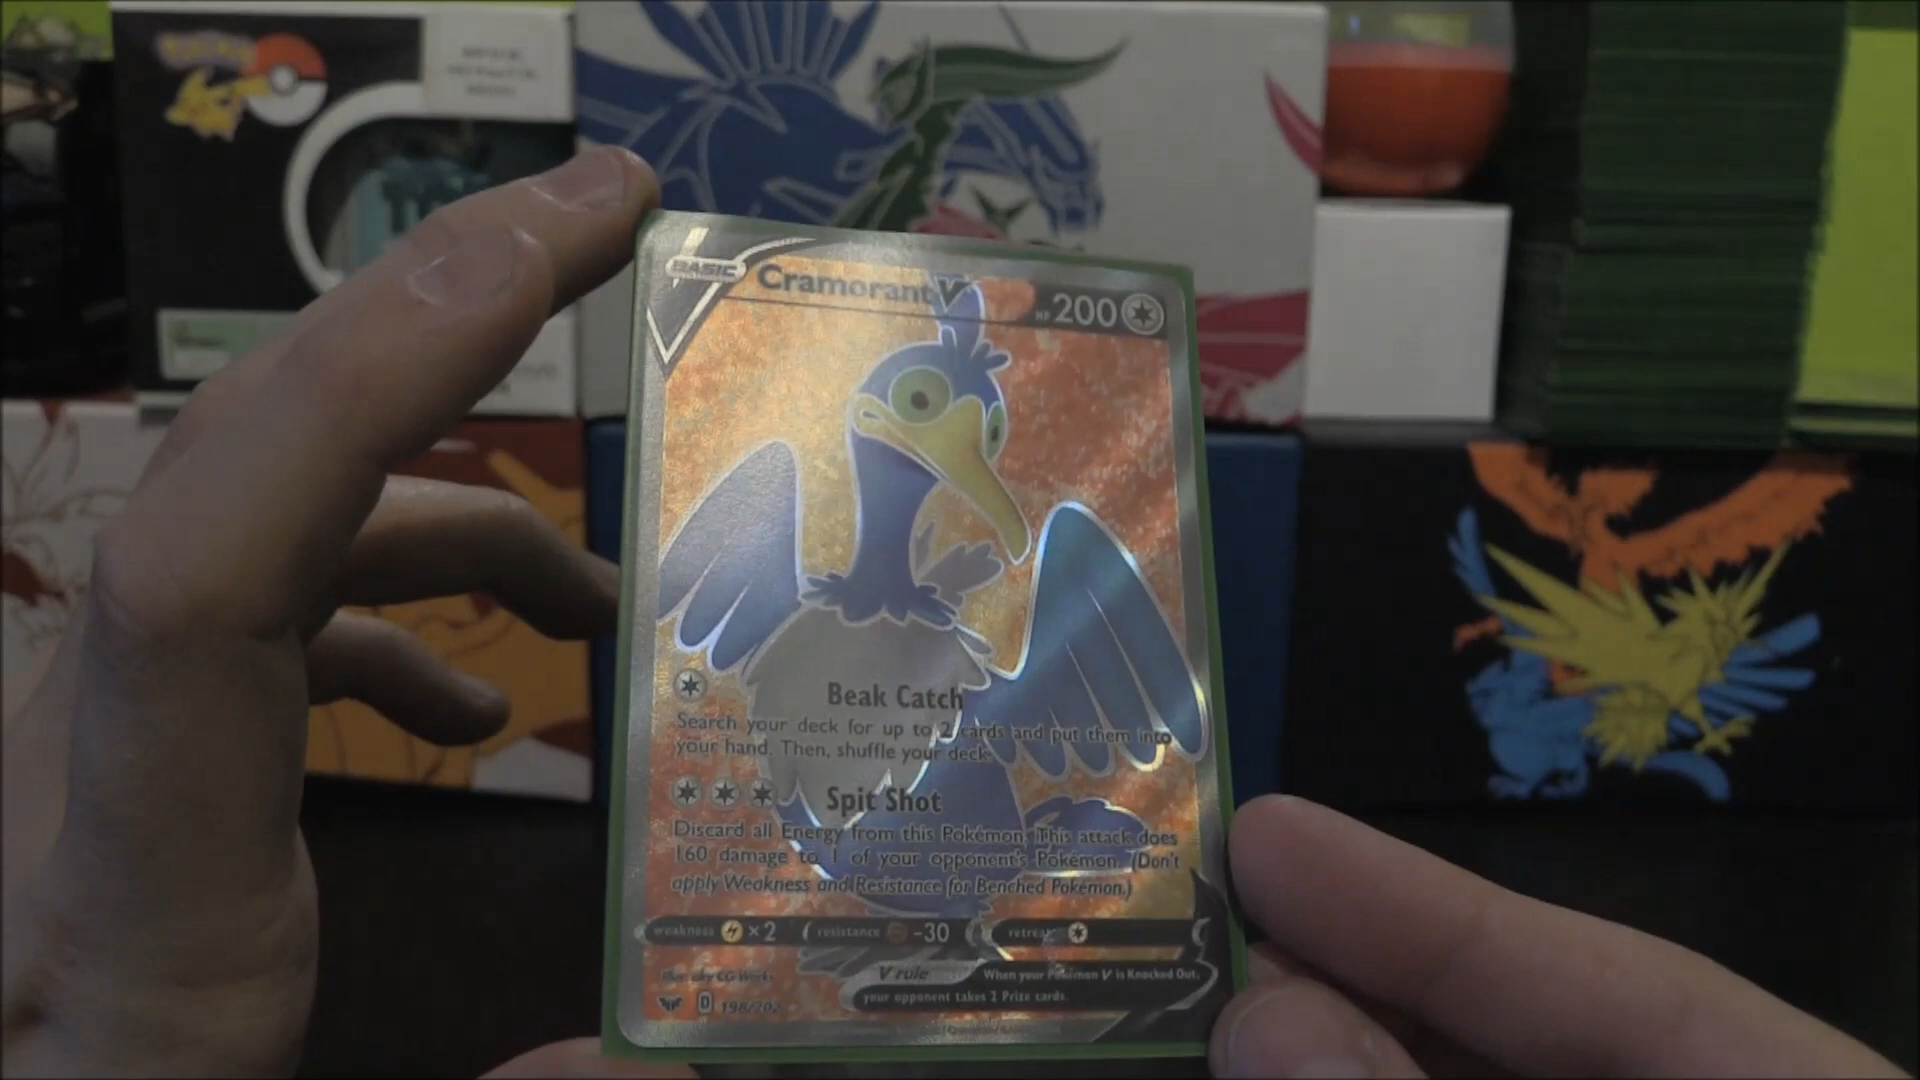 BASIC
Cramorant V
HP 200
Beak Catch
Search your deck for up to 2 cards and put them into
your hand. Then, shuffle your deck.
Spit Shot
Discard all Energy from this Pokémon. This attack does
160 damage to 1 of your opponent's Pokémon. (Don't
apply Weakness and Resistance for Benched Pokémon.)
weakness ×2 resistance -30 retreat
Illus. aky CG Works
V rule When your Pokémon V is Knocked Out,
your opponent takes 2 Prize cards.
D 198/202